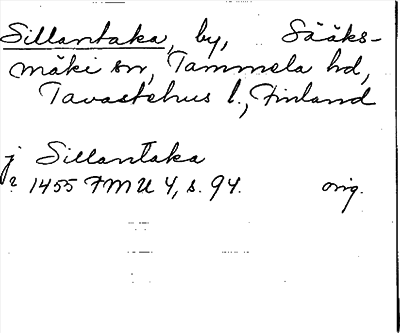 Sillantaka, by, Sääks-
mäki sn, Tammela hd,
Tavastehus l., Finland
j Sillantaka
? 1455 FMU 4, s. 94. orig.